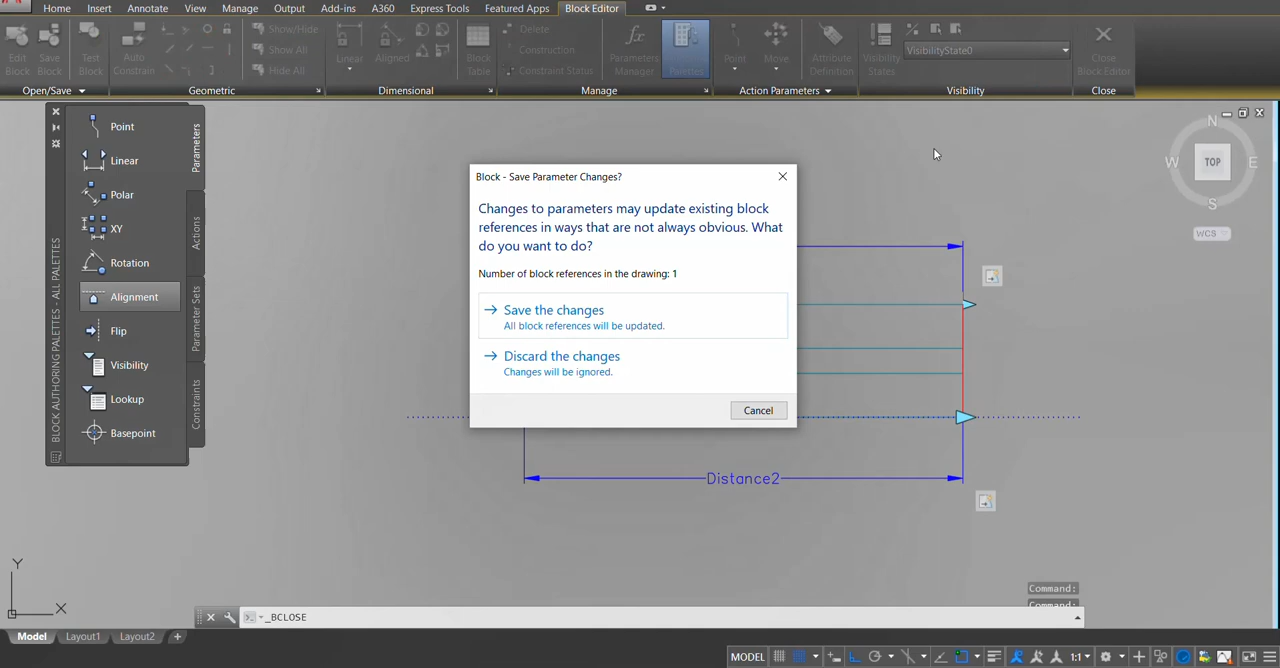 Home Insert Annotate View Manage Output Add-ins A360 Express Tools Featured Apps Block Editor
Edit Block
Save Block
Test Block
Auto Constrain
Show/Hide
Show All
Hide All
Linear
Aligned
Block Table
Delete
Construction
Constraint Status
Parameters Manager
Palettes
Point
Move
Attribute Definition
Visibility States
VisibilityState0
Close Block Editor
Open/Save
Geometric
Dimensional
Manage
Action Parameters
Visibility
Close
Point
Linear
Polar
XY
Rotation
Alignment
Flip
Visibility
Lookup
Basepoint
Parameters
Actions
Parameter Sets
Constraints
BLOCK AUTHORING PALETTES - ALL PALETTES
Block - Save Parameter Changes?
Changes to parameters may update existing block
references in ways that are not always obvious. What
do you want to do?
Number of block references in the drawing: 1
Save the changes
All block references will be updated.
Discard the changes
Changes will be ignored.
Cancel
N
W TOP E
S
WCS
Distance2
Y
X
Command:
Command:
_BCLOSE
Model Layout1 Layout2 +
MODEL
1:1